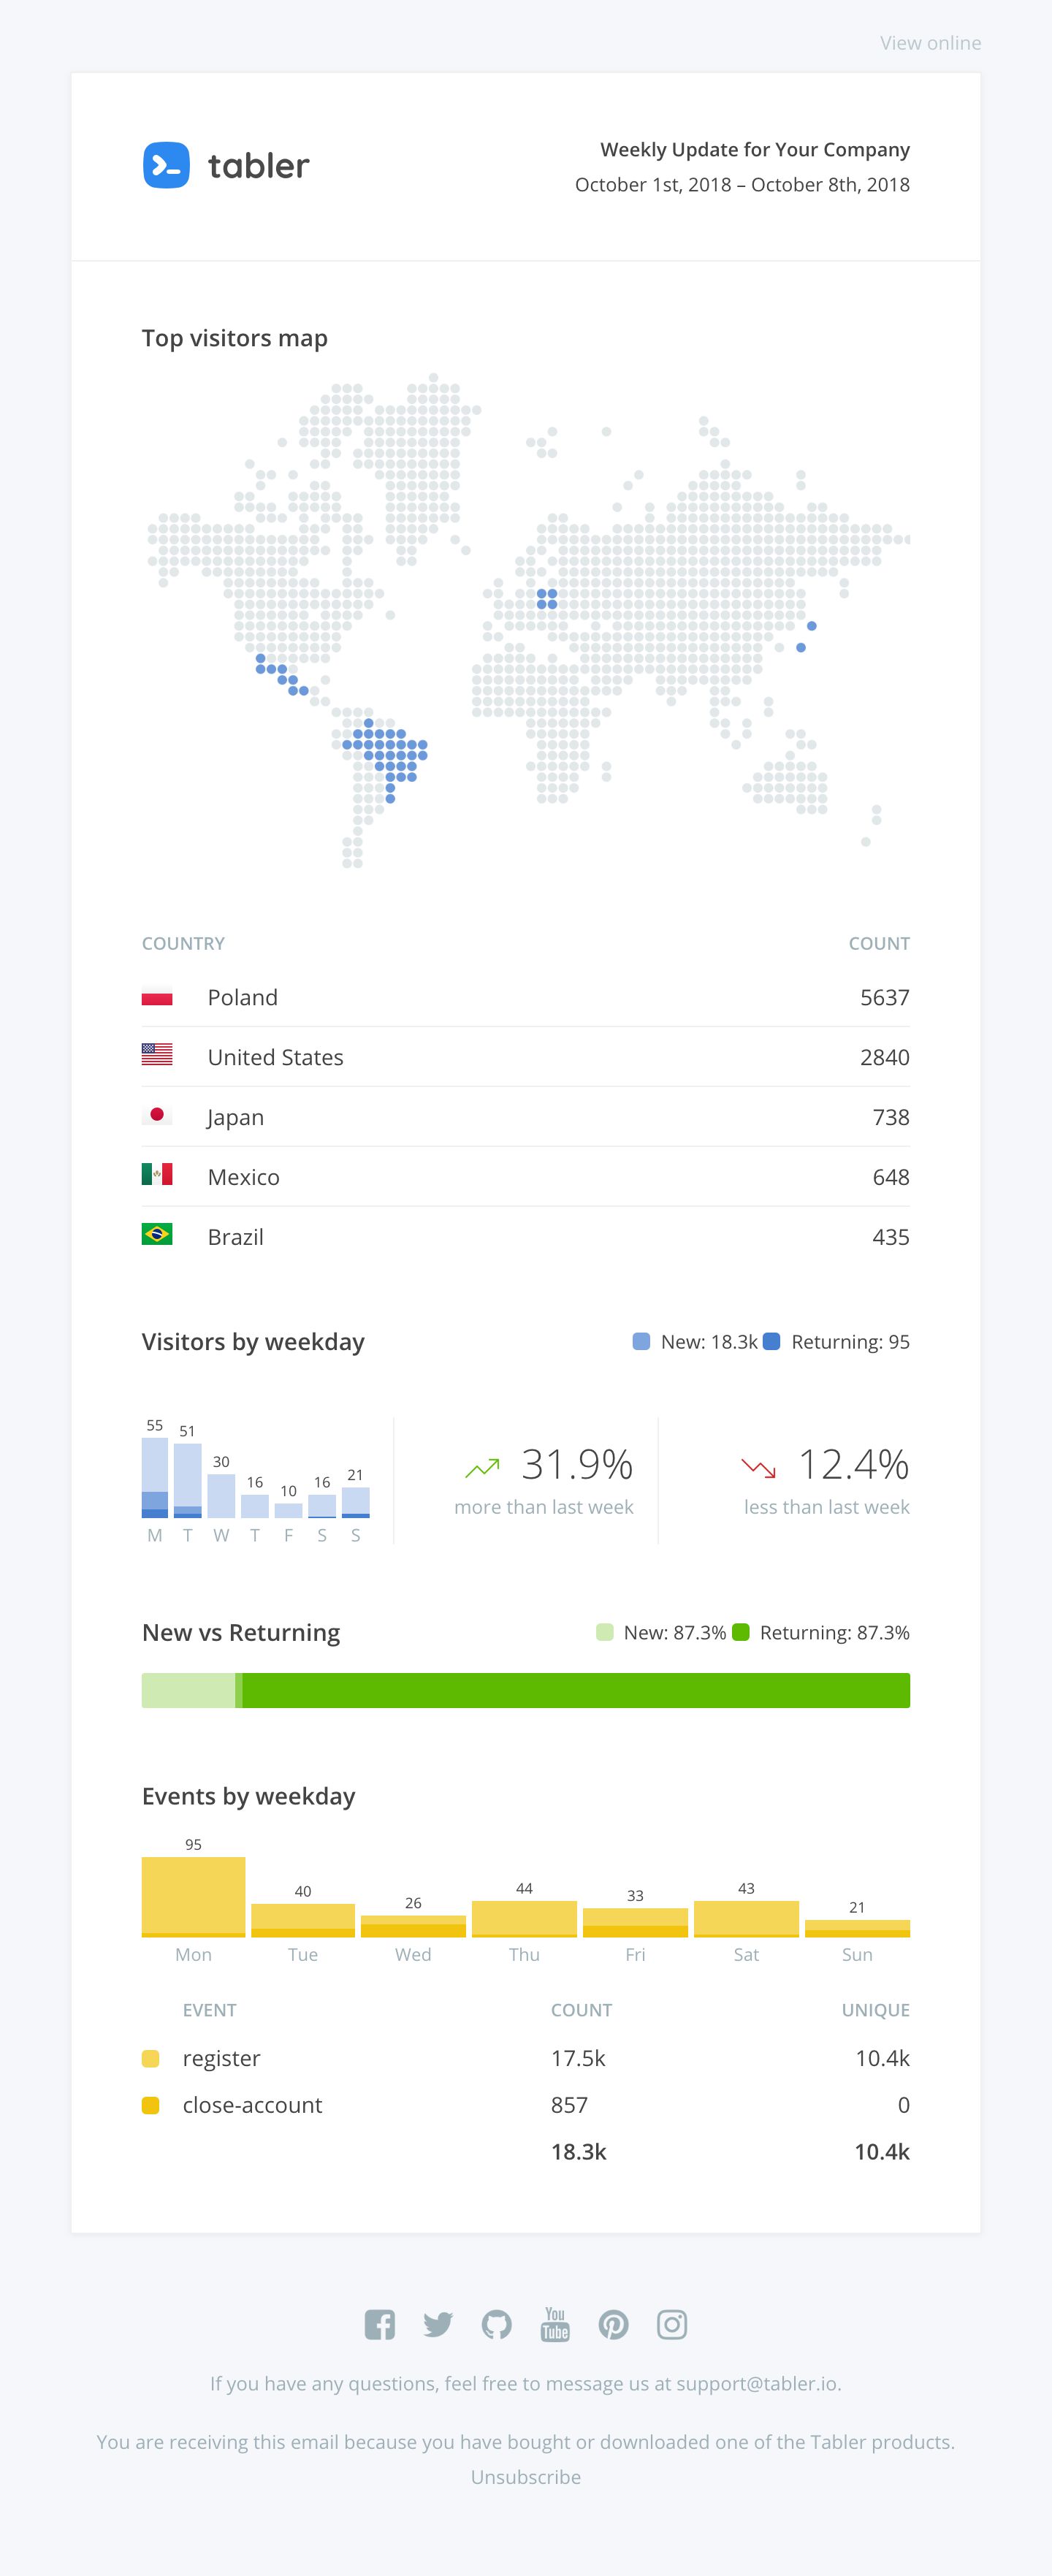 View online
tabler
Weekly Update for Your Company
October 1st, 2018 – October 8th, 2018
Top visitors map
COUNTRY COUNT
Poland 5637
United States 2840
Japan 738
Mexico 648
Brazil 435
Visitors by weekday New: 18.3k Returning: 95
55 51 30 16 10 16 21
M T W T F S S
31.9%
more than last week
12.4%
less than last week
New vs Returning New: 87.3% Returning: 87.3%
Events by weekday
95 40 26 44 33 43 21
Mon Tue Wed Thu Fri Sat Sun
EVENT COUNT UNIQUE
register 17.5k 10.4k
close-account 857 0
18.3k 10.4k
You
Tube
If you have any questions, feel free to message us at support@tabler.io.
You are receiving this email because you have bought or downloaded one of the Tabler products.
Unsubscribe